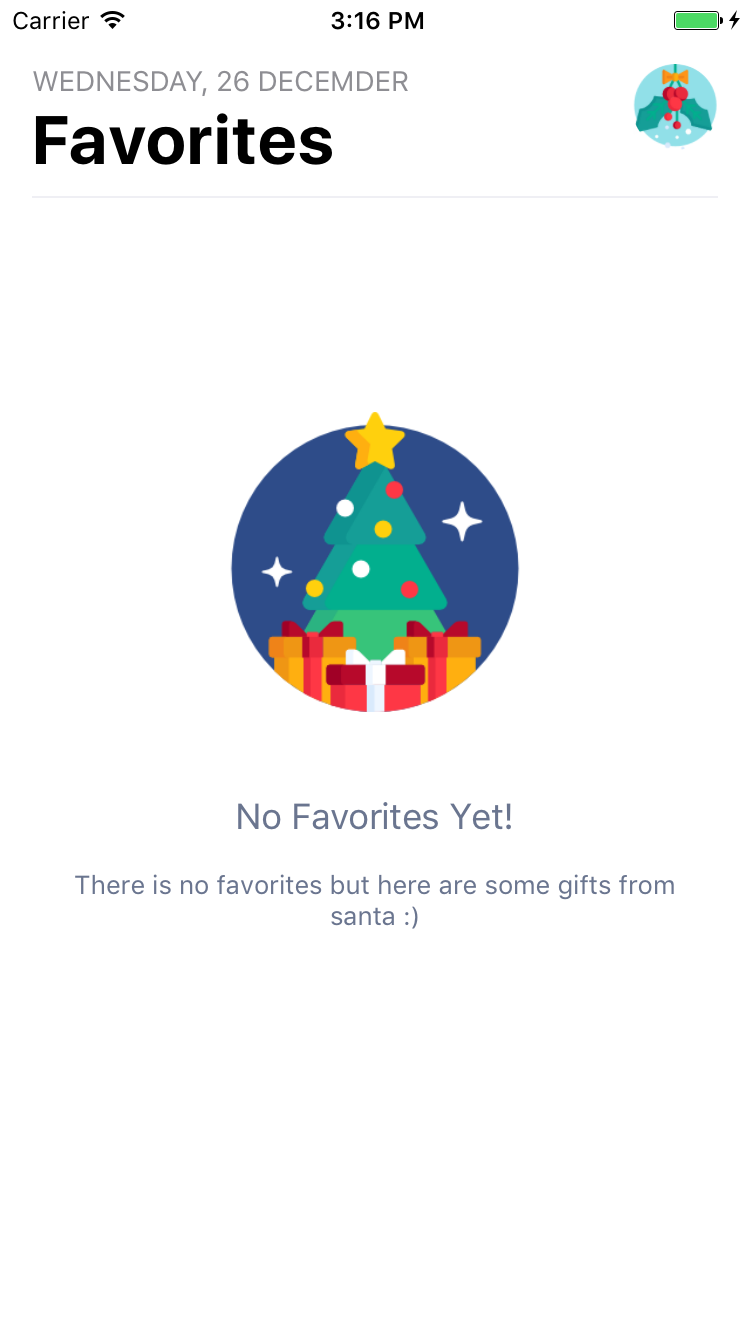 Carrier
3:16 PM
WEDNESDAY, 26 DECEMDER
Favorites
No Favorites Yet!
There is no favorites but here are some gifts from
santa :)